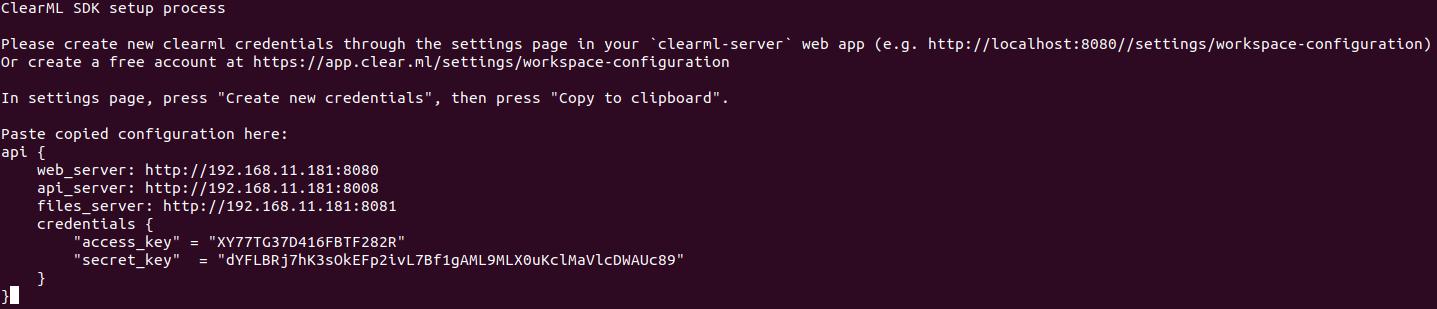 ClearML SDK setup process
Please create new clearml credentials through the settings page in your `clearml-server` web app (e.g. http://localhost:8080//settings/workspace-configuration)
Or create a free account at https://app.clear.ml/settings/workspace-configuration
In settings page, press "Create new credentials", then press "Copy to clipboard".
Paste copied configuration here:
api {
    web_server: http://192.168.11.181:8080
    api_server: http://192.168.11.181:8008
    files_server: http://192.168.11.181:8081
    credentials {
        "access_key" = "XY77TG37D416FBTF282R"
        "secret_key"  = "dYFLBRj7hK3sOkEFp2ivL7Bf1gAML9MLX0uKclMaVlcDWAUc89"
    }
}